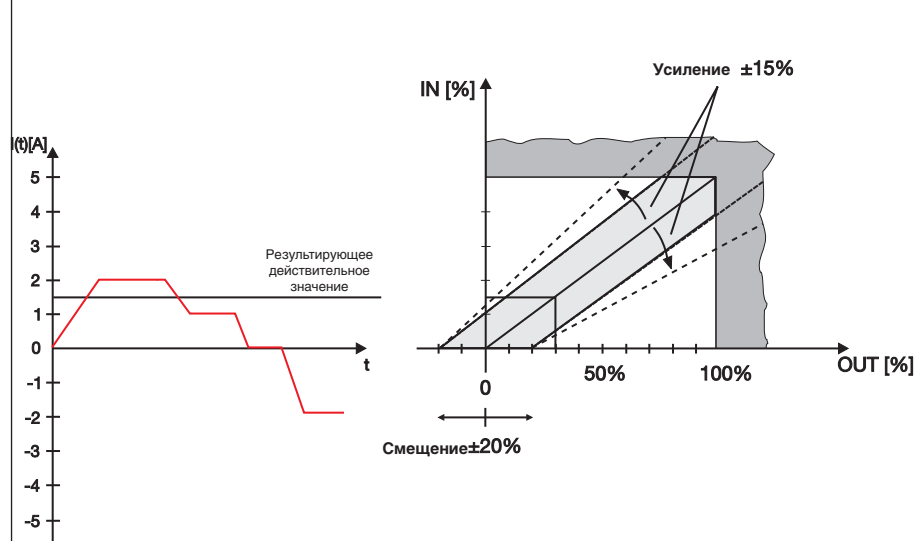 Усиление ±15%
IN [%]
I(t)[A]
5
4
3
2
1
0
-1
-2
-3
-4
-5
Результирующее
действительное
значение
t
0
50%
100%
OUT [%]
Смещение±20%